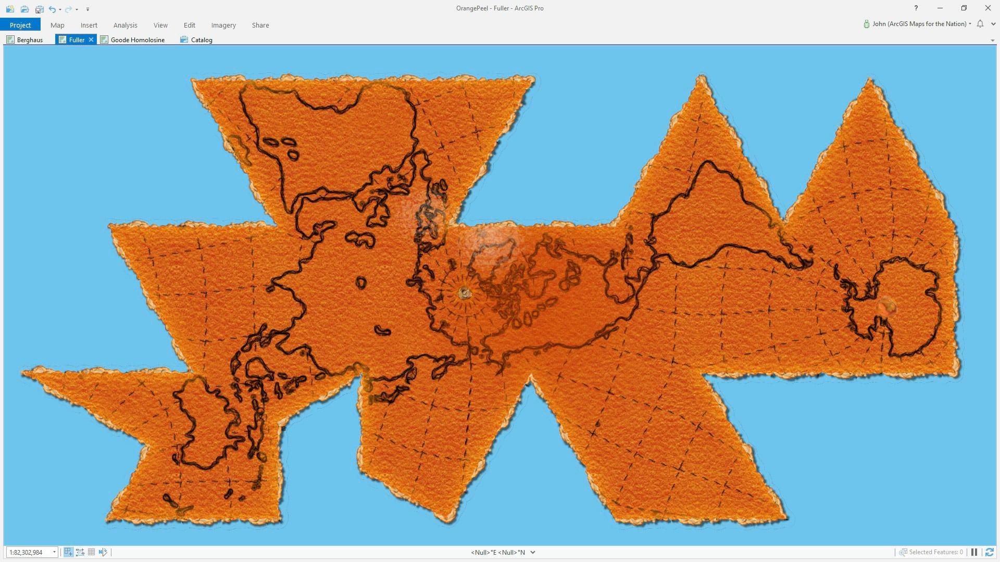 OrangePeel - Fuller - ArcGIS Pro
?
Project Map Insert Analysis View Edit Imagery Share
John (ArcGIS Maps for the Nation)
Berghaus Fuller Goode Homolosine Catalog
1:82,302,984
<Null>°E <Null>°N
Selected Features: 0